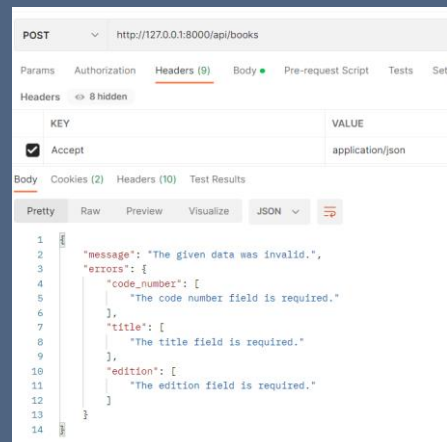 POST http://127.0.0.1:8000/api/books
Params Authorization Headers (9) Body Pre-request Script Tests Set
Headers 8 hidden
KEY VALUE
Accept application/json
Body Cookies (2) Headers (10) Test Results
Pretty Raw Preview Visualize JSON
1 {
2 "message": "The given data was invalid.",
3 "errors": {
4 "code_number": [
5 "The code number field is required."
6 ],
7 "title": [
8 "The title field is required."
9 ],
10 "edition": [
11 "The edition field is required."
12 ]
13 }
14 }